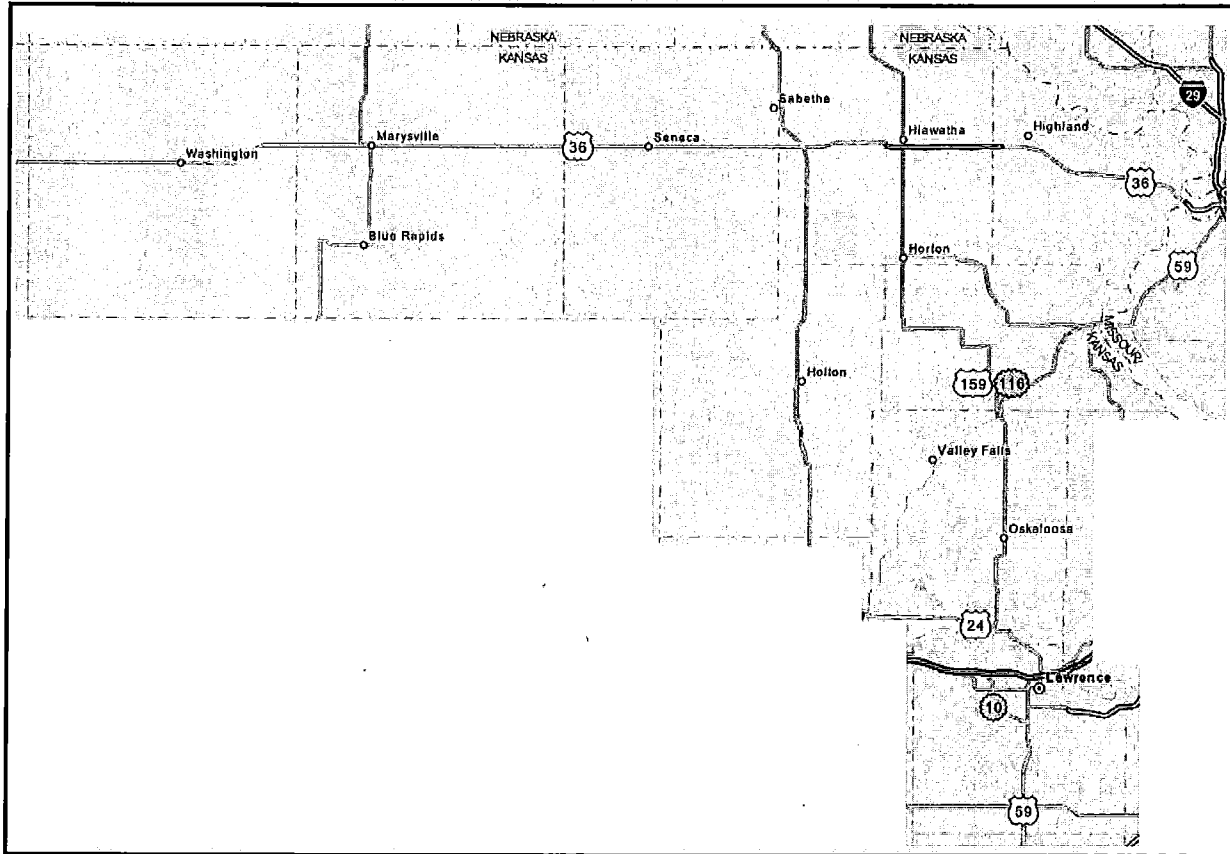 NEBRASKA
KANSAS
NEBRASKA
KANSAS
29
Sabetha
Marysville
36
Seneca
Hiawatha
Highland
Washington
36
Blue Rapids
Horton
59
MISSOURI
KANSAS
Holton
159
116
Valley Falls
Oskaloosa
24
Lawrence
10
59